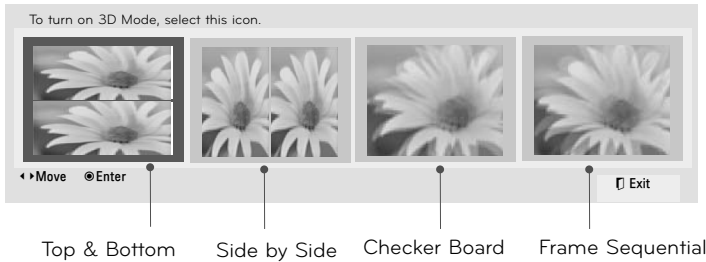 To turn on 3D Mode, select this icon.
Move ◉Enter
Exit
Top & Bottom Side by Side Checker Board Frame Sequential